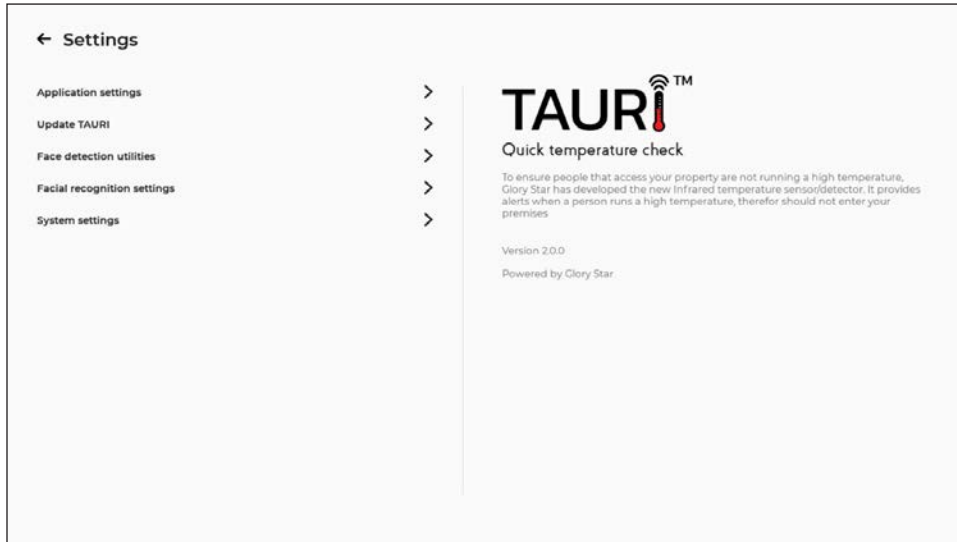 ← Settings
Application settings
Update TAURI
Face detection utilities
Facial recognition settings
System settings
TAURI™
Quick temperature check
To ensure people that access your property are not running a high temperature,
Glory Star has developed the new Infrared temperature sensor/detector. It provides
alerts when a person runs a high temperature, therefor should not enter your
premises
Version 2.0.0
Powered by Glory Star